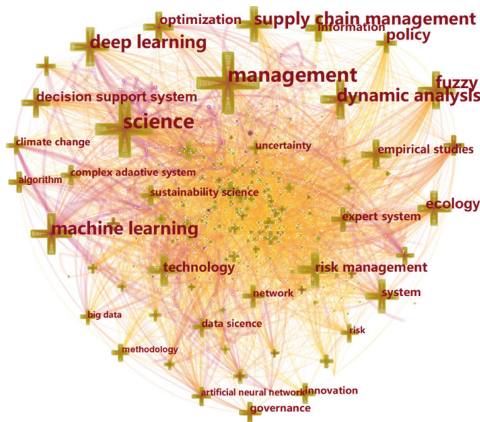 optimization
supply chain management
information
policy
deep learning
management
fuzzy
dynamic analysis
decision support system
science
climate change
uncertainty
empirical studies
complex adaotive system
algorithm
sustainability science
ecology
expert system
machine learning
technology
risk management
network
system
big data
data sicence
risk
methodology
artificial neural network
innovation
governance